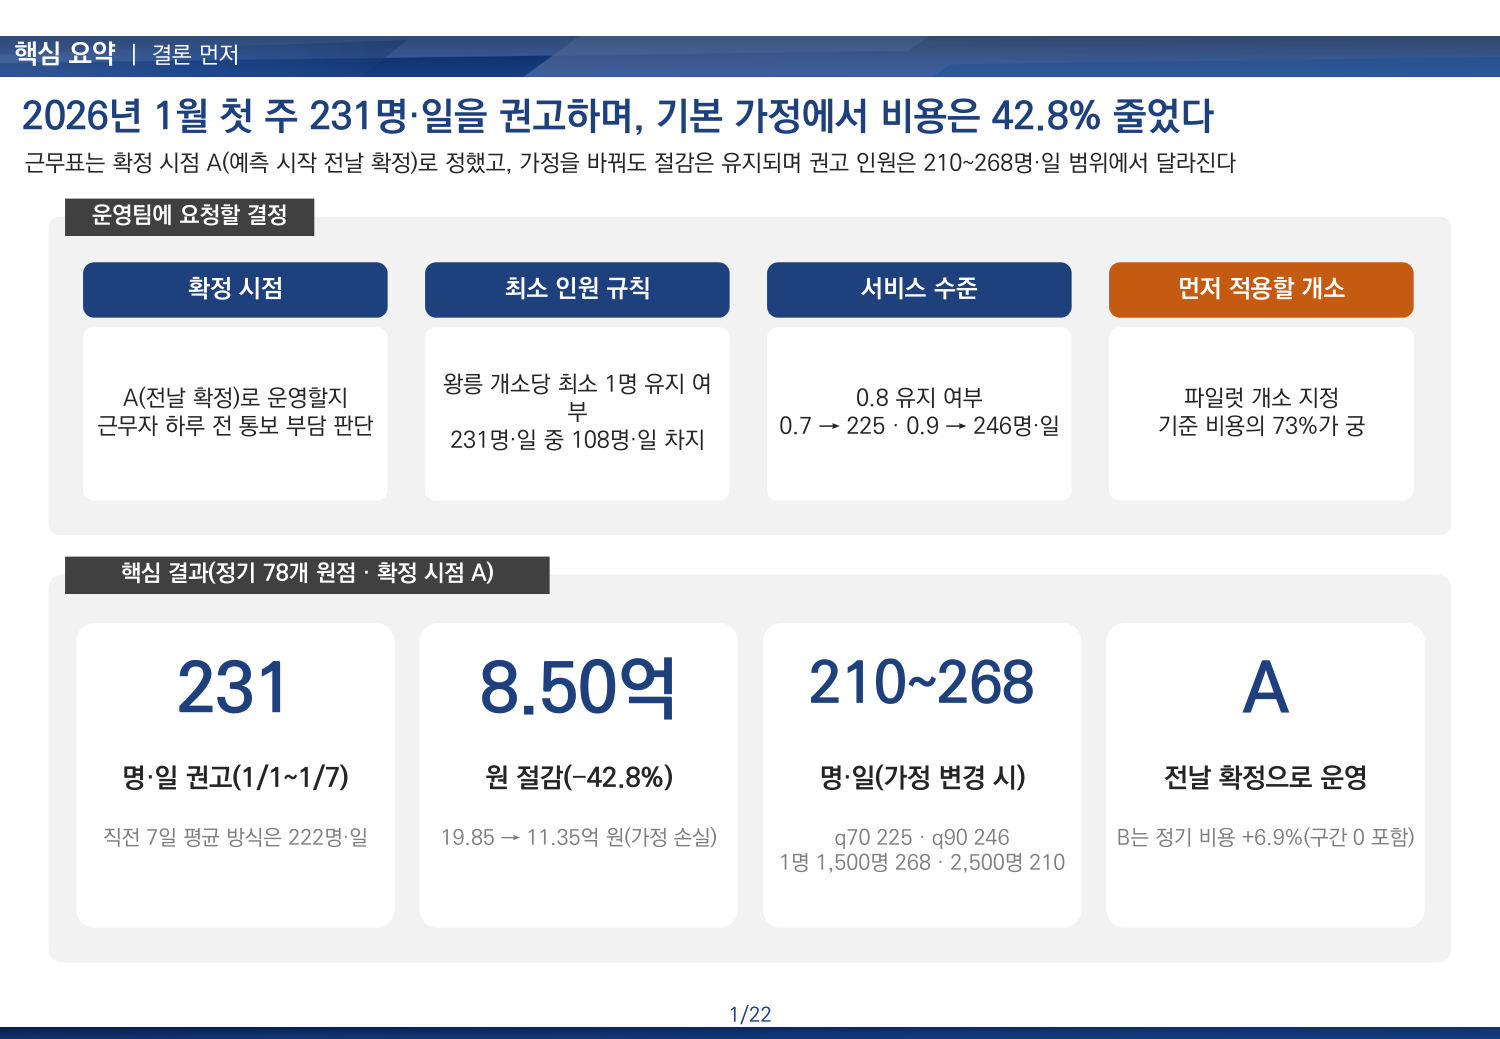 핵심 요약 | 결론 먼저
2026년 1월 첫 주 231명·일을 권고하며, 기본 가정에서 비용은 42.8% 줄었다
근무표는 확정 시점 A(예측 시작 전날 확정)로 정했고, 가정을 바꿔도 절감은 유지되며 권고 인원은 210~268명·일 범위에서 달라진다
운영팀에 요청할 결정
확정 시점
A(전날 확정)로 운영할지
근무자 하루 전 통보 부담 판단
최소 인원 규칙
왕릉 개소당 최소 1명 유지 여
부
231명·일 중 108명·일 차지
서비스 수준
0.8 유지 여부
0.7 → 225 · 0.9 → 246명·일
먼저 적용할 개소
파일럿 개소 지정
기준 비용의 73%가 궁
핵심 결과(정기 78개 원점 · 확정 시점 A)
231
명·일 권고(1/1~1/7)
직전 7일 평균 방식은 222명·일
8.50억
원 절감(−42.8%)
19.85 → 11.35억 원(가정 손실)
210~268
명·일(가정 변경 시)
q70 225 · q90 246
1명 1,500명 268 · 2,500명 210
A
전날 확정으로 운영
B는 정기 비용 +6.9%(구간 0 포함)
1/22